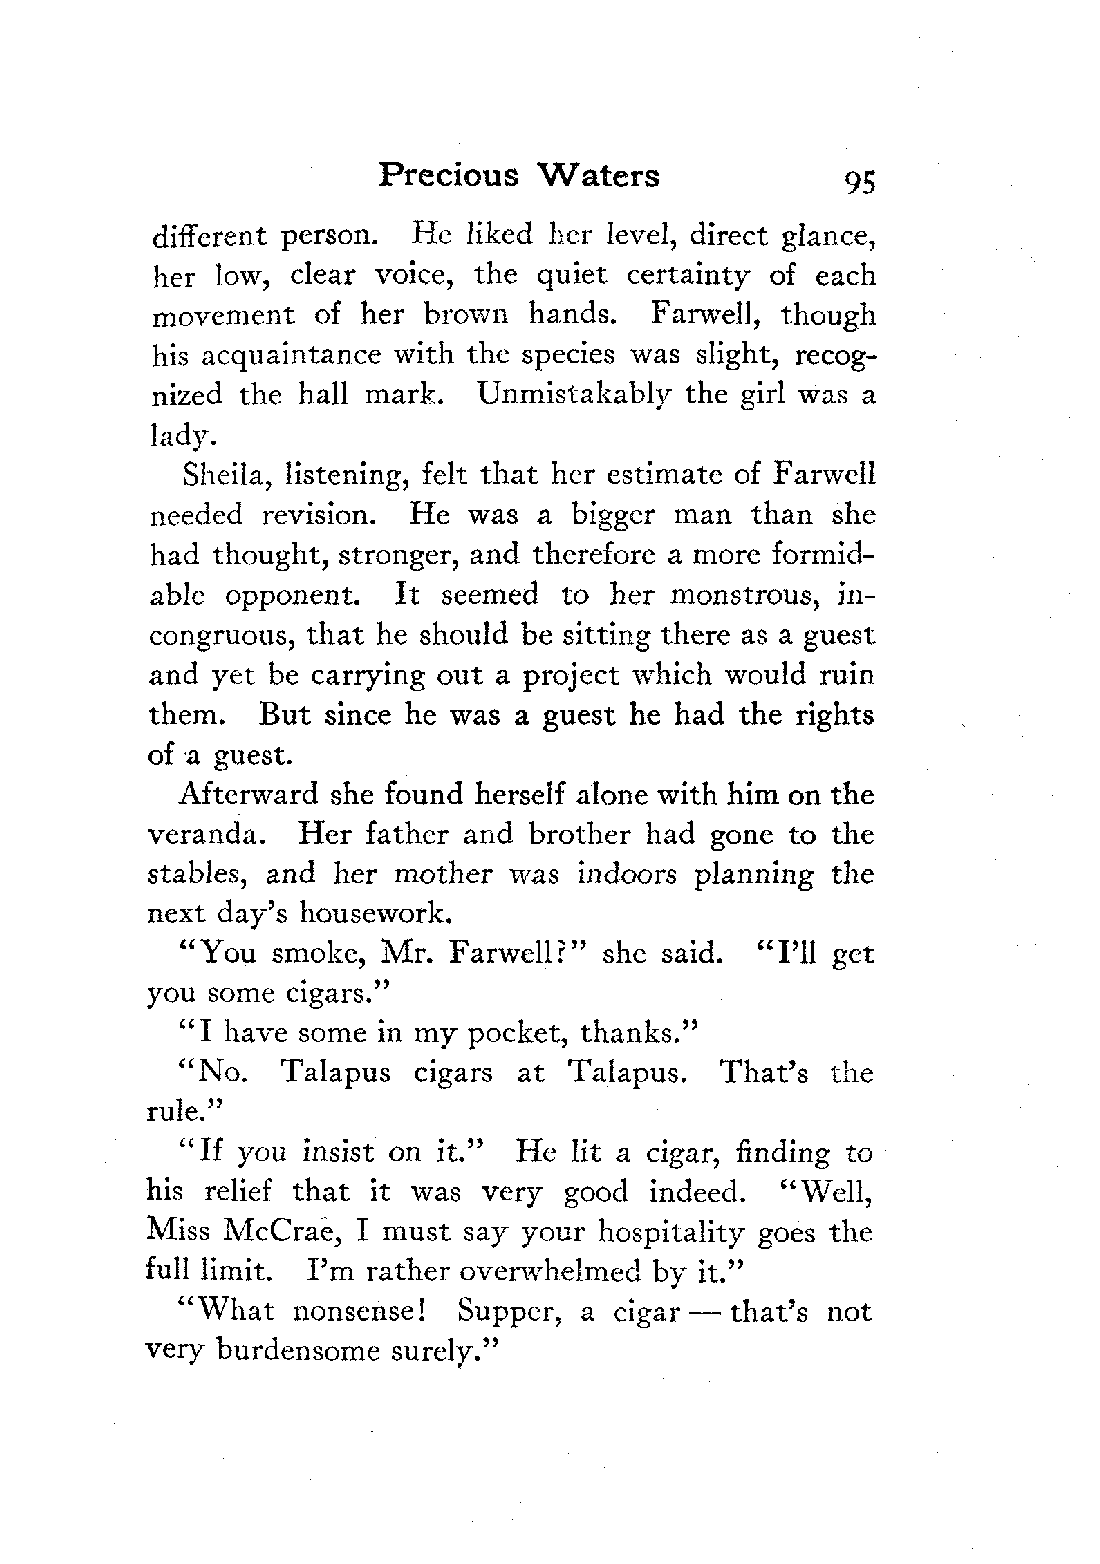 Precious Waters 95
different person. He liked her level, direct glance,
her low, clear voice, the quiet certainty of each
movement of her brown hands. Farwell, though
his acquaintance with the species was slight, recog-
nized the hall mark. Unmistakably the girl was a
lady.
Sheila, listening, felt that her estimate of Farwell
needed revision. He was a bigger man than she
had thought, stronger, and therefore a more formid-
able opponent. It seemed to her monstrous, in-
congruous, that he should be sitting there as a guest
and yet be carrying out a project which would ruin
them. But since he was a guest he had the rights
of a guest.
Afterward she found herself alone with him on the
veranda. Her father and brother had gone to the
stables, and her mother was indoors planning the
next day's housework.
"You smoke, Mr. Farwell?" she said. "I'll get
you some cigars."
"I have some in my pocket, thanks."
"No. Talapus cigars at Talapus. That's the
rule."
"If you insist on it." He lit a cigar, finding to
his relief that it was very good indeed. "Well,
Miss McCrae, I must say your hospitality goes the
full limit. I'm rather overwhelmed by it."
"What nonsense! Supper, a cigar — that's not
very burdensome surely."